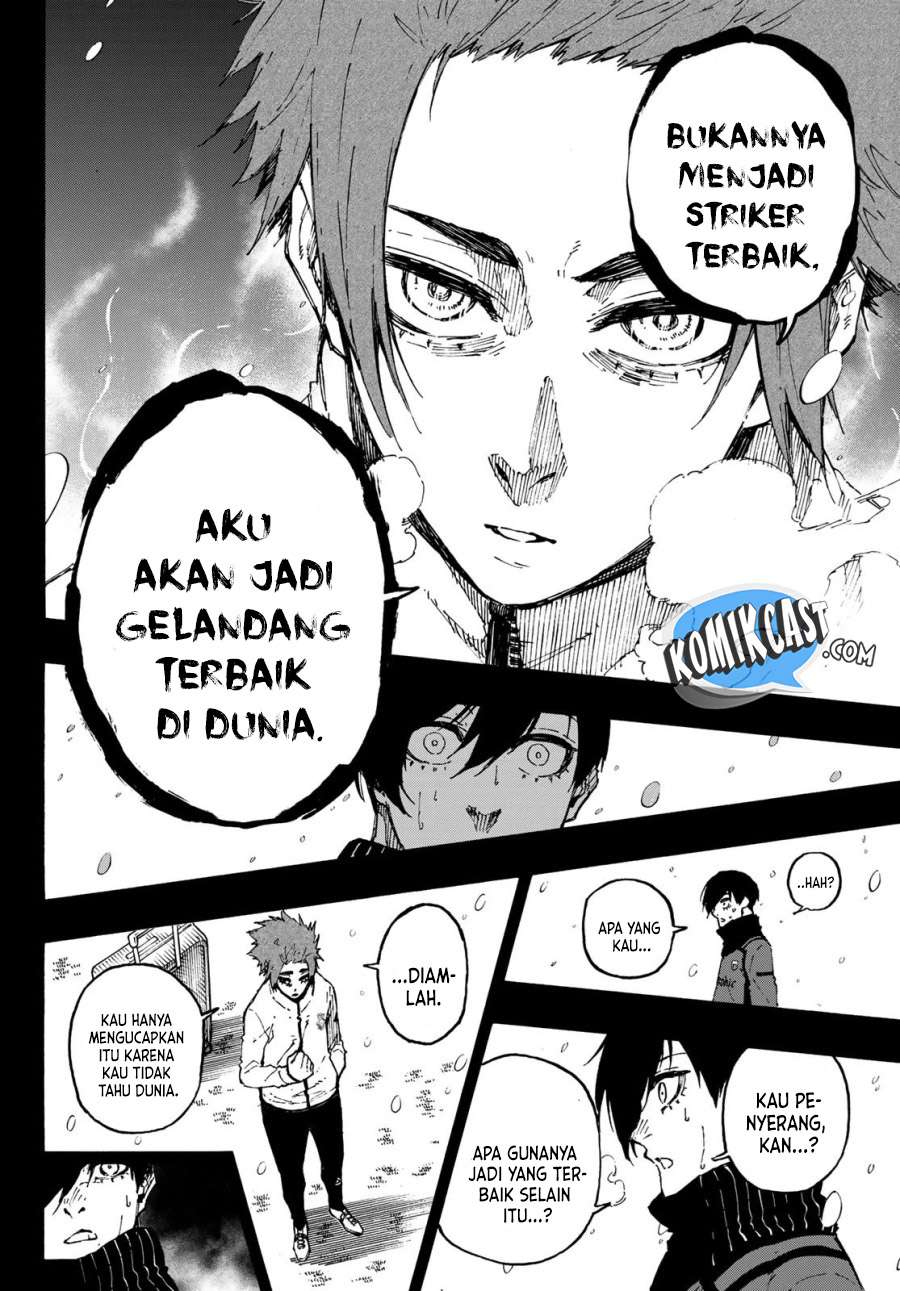 BUKANNYA
MENJADI
STRIKER
TERBAIK,
AKU
AKAN JADI
GELANDANG
TERBAIK
DI DUNIA.
KOMIKCAST
.COM
..HAH?
APA YANG
KAU...
KAU PE-
NYERANG,
KAN...?
APA GUNANYA
JADI YANG TER-
BAIK SELAIN
ITU...?
...DIAM-
LAH.
KAU HANYA
MENGUCAPKAN
ITU KARENA
KAU TIDAK
TAHU DUNIA.